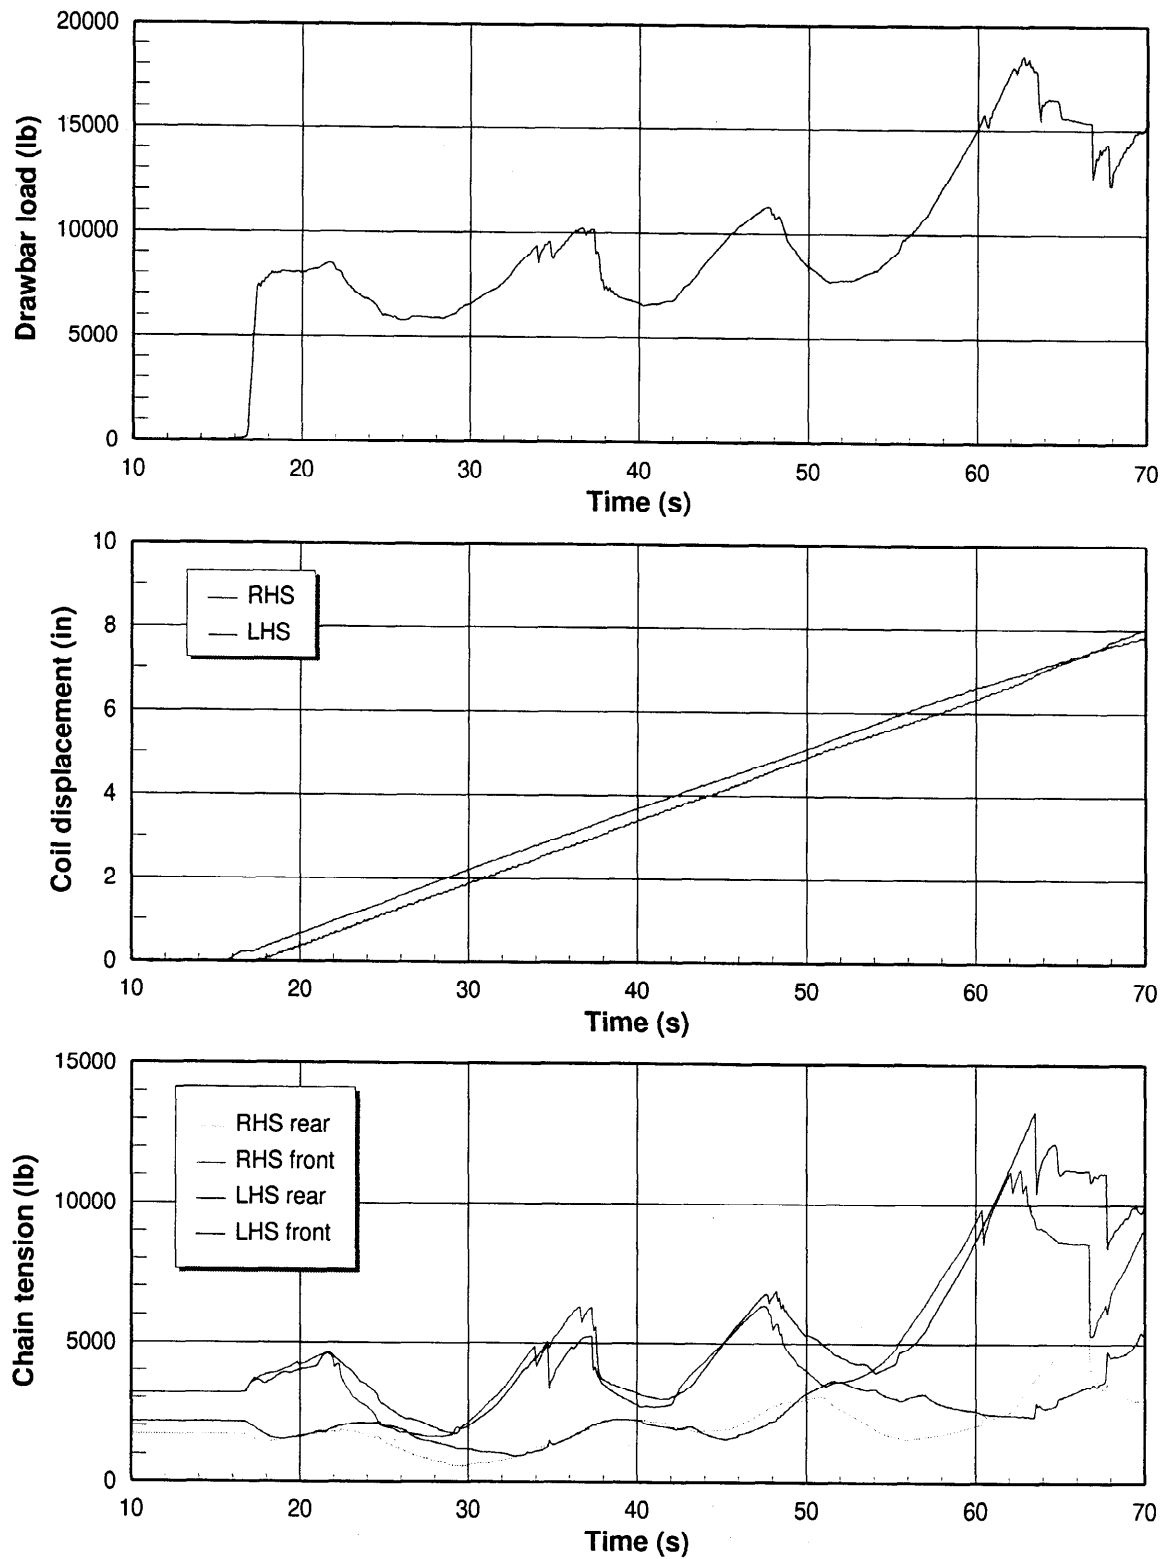 20000
15000
10000
5000
0
Drawbar load (lb)
10 20 30 40 50 60 70
Time (s)
10
8
6
4
2
0
Coil displacement (in)
RHS
LHS
10 20 30 40 50 60 70
Time (s)
15000
10000
5000
0
Chain tension (lb)
RHS rear
RHS front
LHS rear
LHS front
10 20 30 40 50 60 70
Time (s)